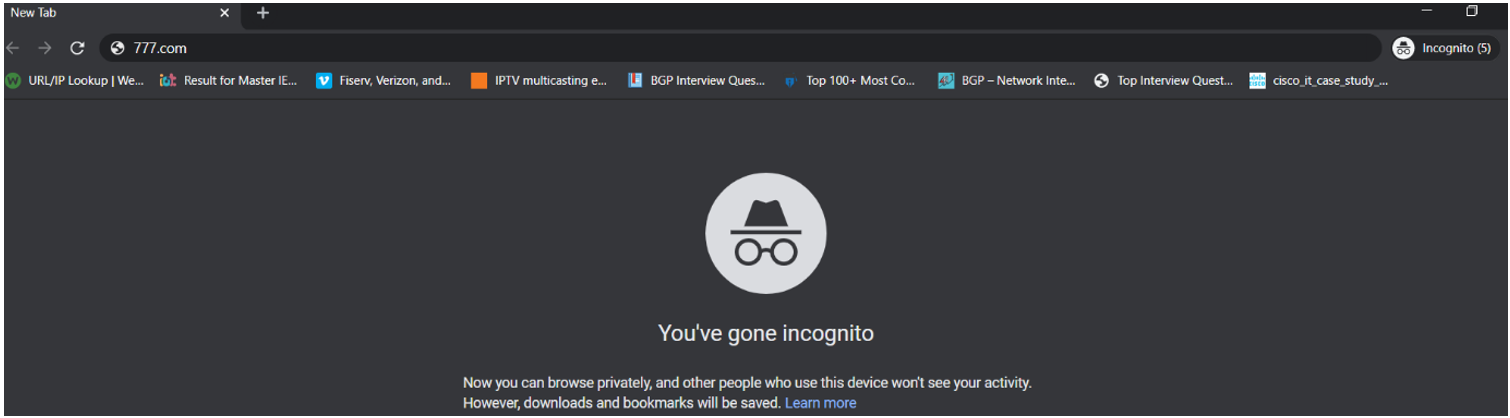 New Tab
777.com
Incognito (5)
URL/IP Lookup | We... Result for Master IE... Fiserv, Verizon, and... IPTV multicasting e... BGP Interview Ques... Top 100+ Most Co... BGP – Network Inte... Top Interview Quest... cisco_it_case_study_...
You've gone incognito
Now you can browse privately, and other people who use this device won't see your activity.
However, downloads and bookmarks will be saved. Learn more